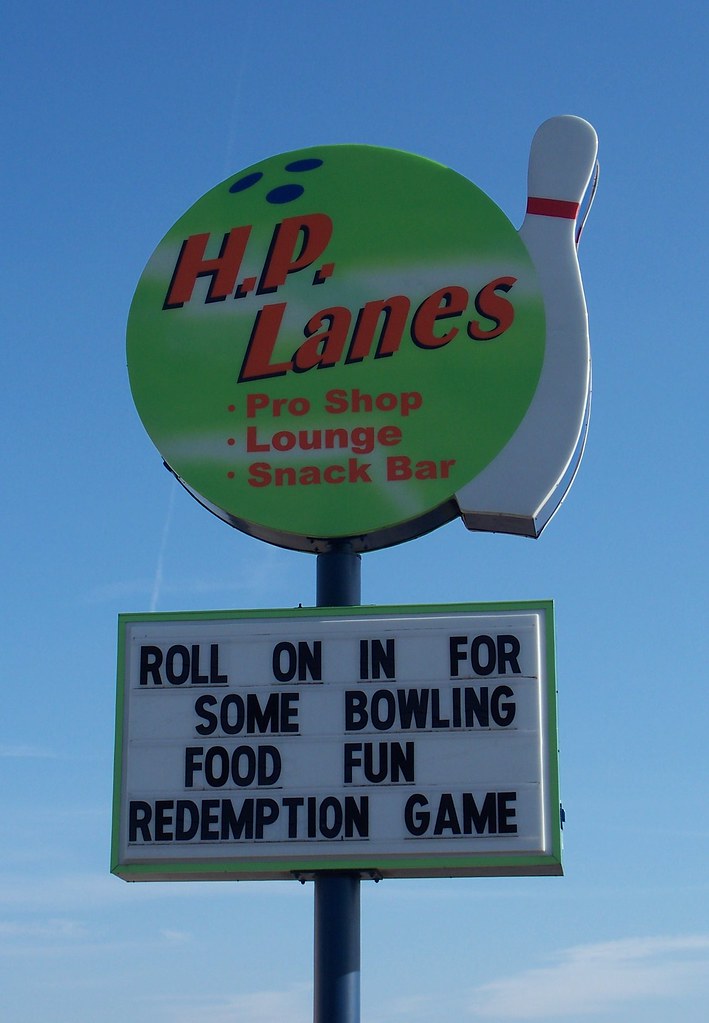 H.P.
Lanes
· Pro Shop
· Lounge
· Snack Bar
ROLL ON IN FOR
SOME BOWLING
FOOD FUN
REDEMPTION GAME